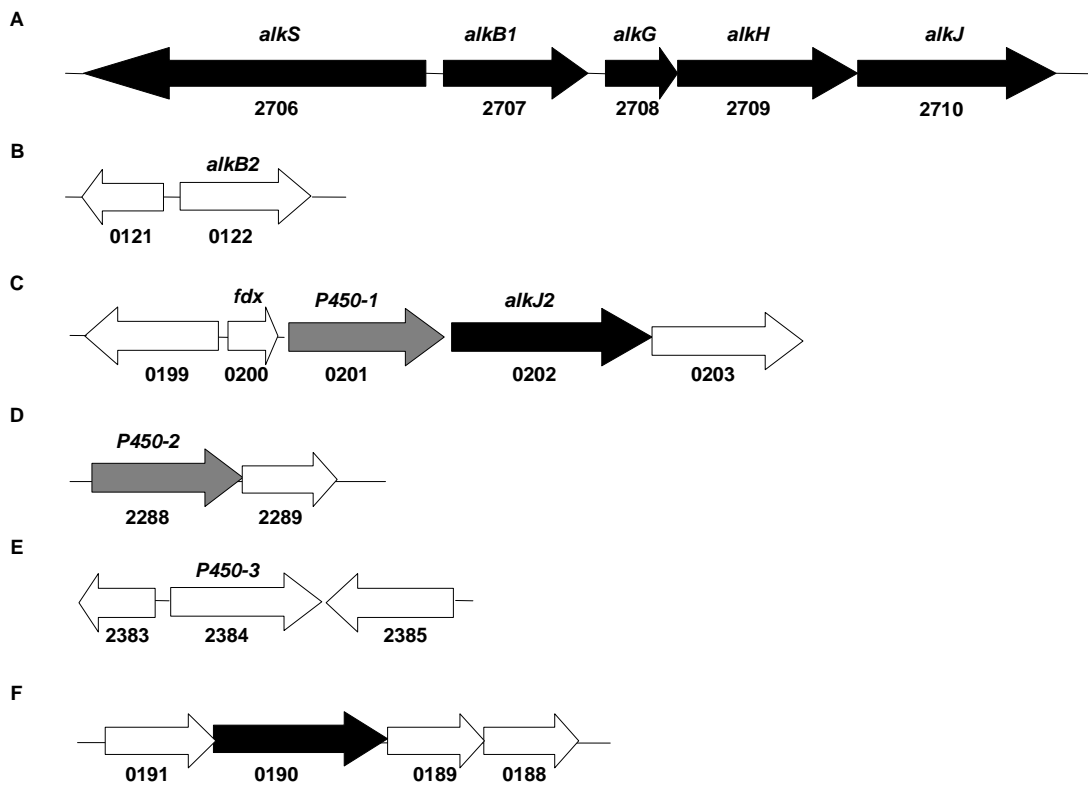 A
alkS alkB1 alkG alkH alkJ
2706 2707 2708 2709 2710
B
alkB2
0121 0122
C
fdx P450-1 alkJ2
0199 0200 0201 0202 0203
D
P450-2
2288 2289
E
P450-3
2383 2384 2385
F
0191 0190 0189 0188